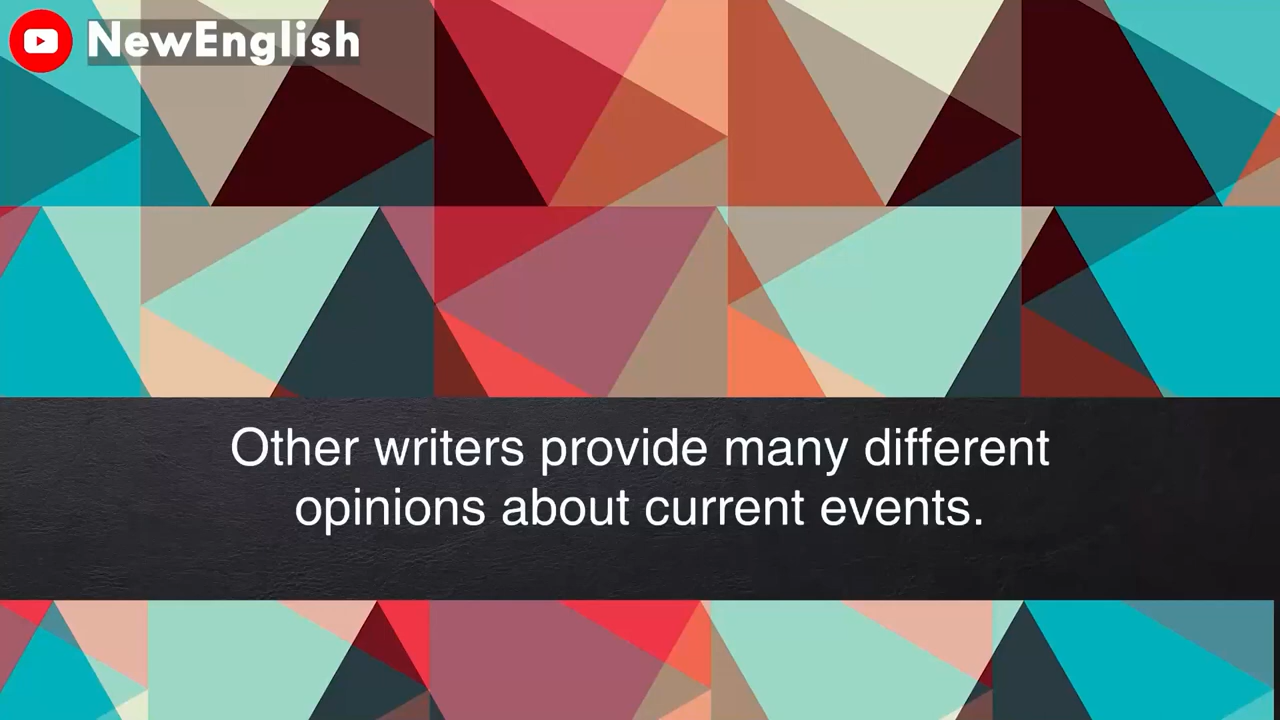 NewEnglish
Other writers provide many different
opinions about current events.